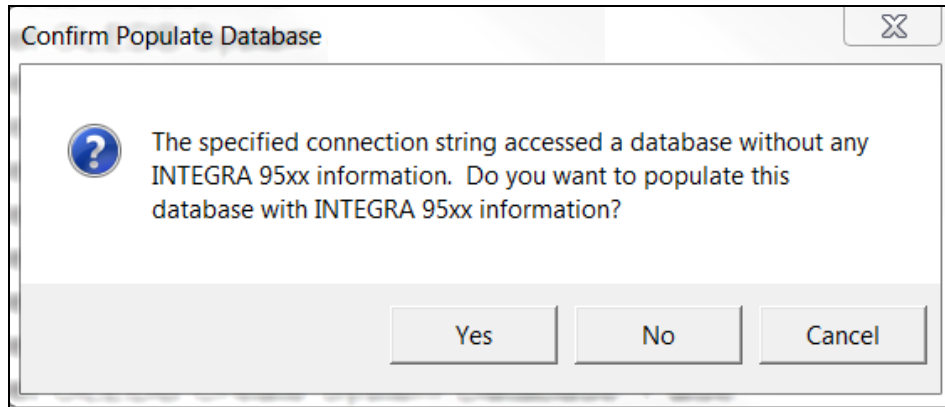 Confirm Populate Database
The specified connection string accessed a database without any
INTEGRA 95xx information.  Do you want to populate this
database with INTEGRA 95xx information?
Yes No Cancel